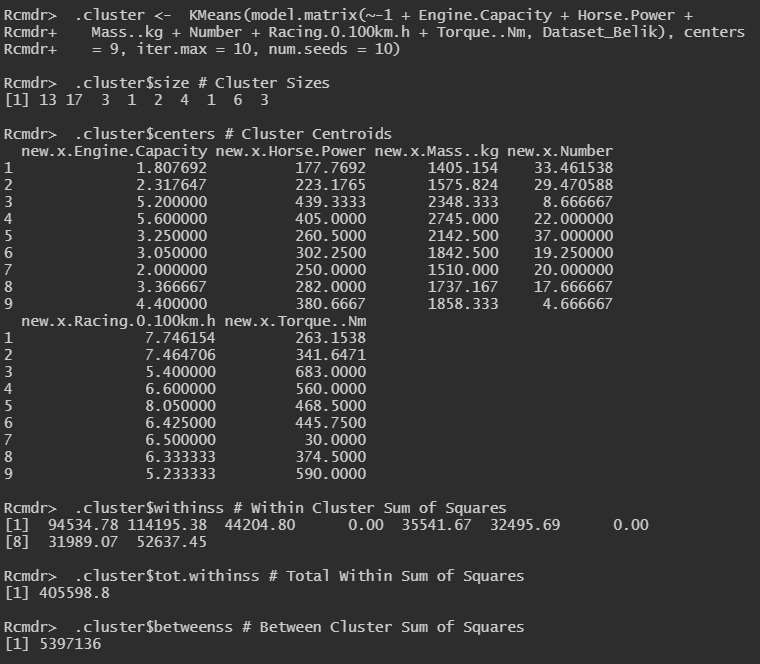 Rcmdr>  .cluster <-  KMeans(model.matrix(~-1 + Engine.Capacity + Horse.Power +
Rcmdr+    Mass..kg + Number + Racing.0.100km.h + Torque..Nm, Dataset_Belik), centers
Rcmdr+    = 9, iter.max = 10, num.seeds = 10)
Rcmdr>  .cluster$size # Cluster Sizes
[1] 13 17  3  1  2  4  1  6  3
Rcmdr>  .cluster$centers # Cluster Centroids
  new.x.Engine.Capacity new.x.Horse.Power new.x.Mass..kg new.x.Number
1              1.807692          177.7692       1405.154    33.461538
2              2.317647          223.1765       1575.824    29.470588
3              5.200000          439.3333       2348.333     8.666667
4              5.600000          405.0000       2745.000    22.000000
5              3.250000          260.5000       2142.500    37.000000
6              3.050000          302.2500       1842.500    19.250000
7              2.000000          250.0000       1510.000    20.000000
8              3.366667          282.0000       1737.167    17.666667
9              4.400000          380.6667       1858.333     4.666667
  new.x.Racing.0.100km.h new.x.Torque..Nm
1               7.746154         263.1538
2               7.464706         341.6471
3               5.400000         683.0000
4               6.600000         560.0000
5               8.050000         468.5000
6               6.425000         445.7500
7               6.500000          30.0000
8               6.333333         374.5000
9               5.233333         590.0000
Rcmdr>  .cluster$withinss # Within Cluster Sum of Squares
[1]  94534.78 114195.38  44204.80      0.00  35541.67  32495.69      0.00
[8]  31989.07  52637.45
Rcmdr>  .cluster$tot.withinss # Total Within Sum of Squares
[1] 405598.8
Rcmdr>  .cluster$betweenss # Between Cluster Sum of Squares
[1] 5397136